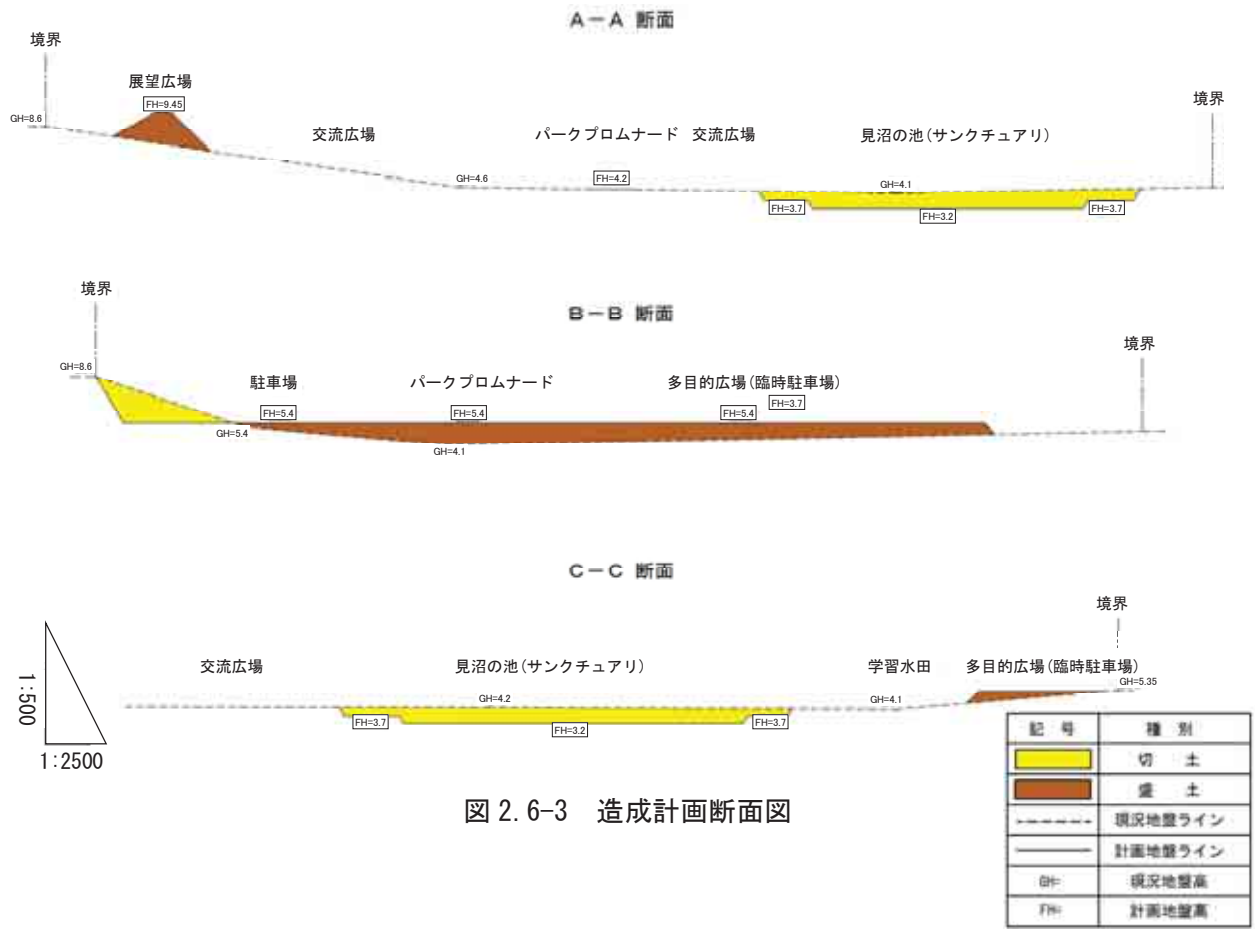 A－A 断面
境界
展望広場
FH=9.45
境界
GH=8.6
交流広場
パークプロムナード 交流広場
見沼の池(サンクチュアリ)
GH=4.6
FH=4.2
GH=4.1
FH=3.7
FH=3.2
FH=3.7
B－B 断面
境界
境界
GH=8.6
駐車場
パークプロムナード
多目的広場(臨時駐車場)
FH=3.7
FH=5.4
FH=5.4
FH=5.4
GH=5.4
GH=4.1
C－C 断面
境界
交流広場
見沼の池(サンクチュアリ)
学習水田
多目的広場(臨時駐車場)
GH=5.35
GH=4.2
GH=4.1
FH=3.7
FH=3.2
FH=3.7
1:500
1:2500
図 2.6-3 造成計画断面図
記 号 種 別
切 土
盛 土
現況地盤ライン
計画地盤ライン
GH= 現況地盤高
FH= 計画地盤高